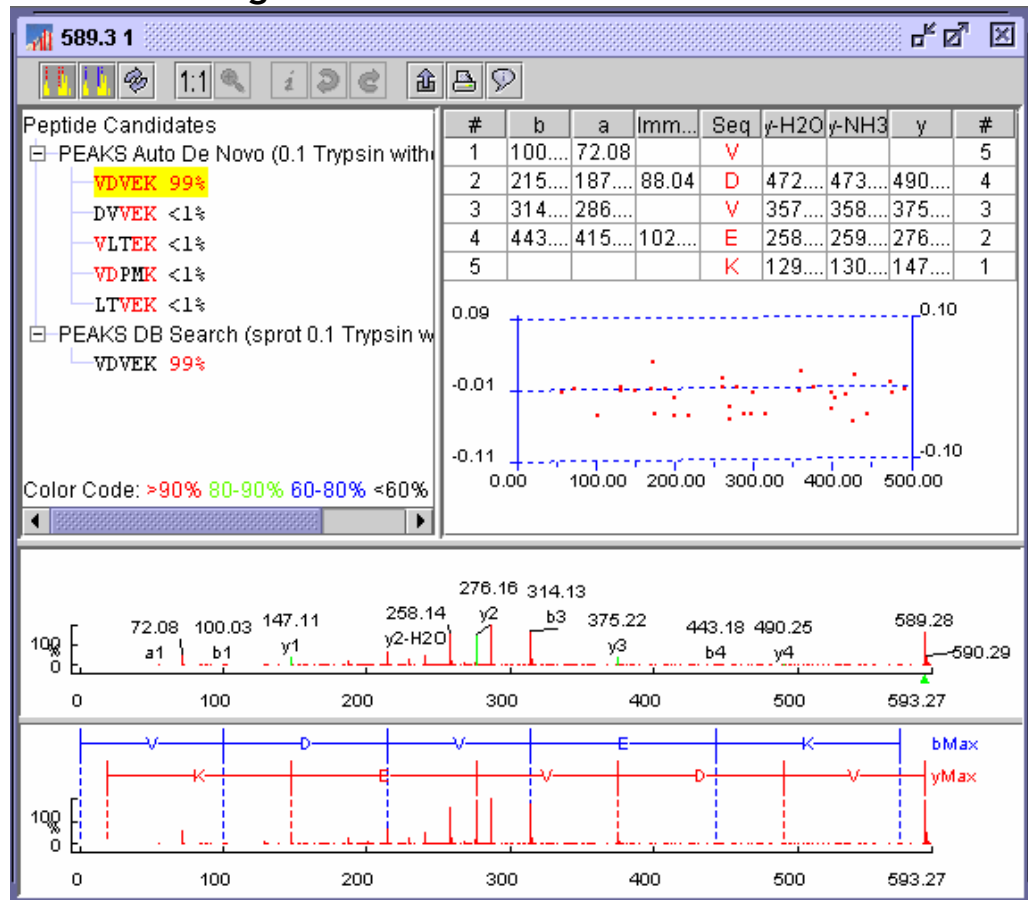 589.3 1
1:1
Peptide Candidates
PEAKS Auto De Novo (0.1 Trypsin with
VDVEK 99%
DVVEK <1%
VLTEK <1%
VDPMK <1%
LTVEK <1%
PEAKS DB Search (sprot 0.1 Trypsin w
VDVEK 99%
Color Code: >90% 80-90% 60-80% <60%
# b a Imm... Seq y-H2O y-NH3 y #
1 100.... 72.08 V 5
2 215.... 187.... 88.04 D 472.... 473.... 490.... 4
3 314.... 286.... V 357.... 358.... 375.... 3
4 443.... 415.... 102.... E 258.... 259.... 276.... 2
5 K 129.... 130.... 147.... 1
0.09 0.10
-0.01
-0.11 -0.10
0.00 100.00 200.00 300.00 400.00 500.00
72.08 100.03 147.11 258.14 276.16 314.13 375.22 443.18 490.25 589.28
a1 b1 y1 y2-H2O y2 b3 y3 b4 y4 590.29
100%
0
0 100 200 300 400 500 593.27
V D V E K bMax
K E V D V yMax
100%
0
0 100 200 300 400 500 593.27